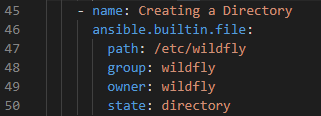 45 - name: Creating a Directory
46 ansible.builtin.file:
47 path: /etc/wildfly
48 group: wildfly
49 owner: wildfly
50 state: directory